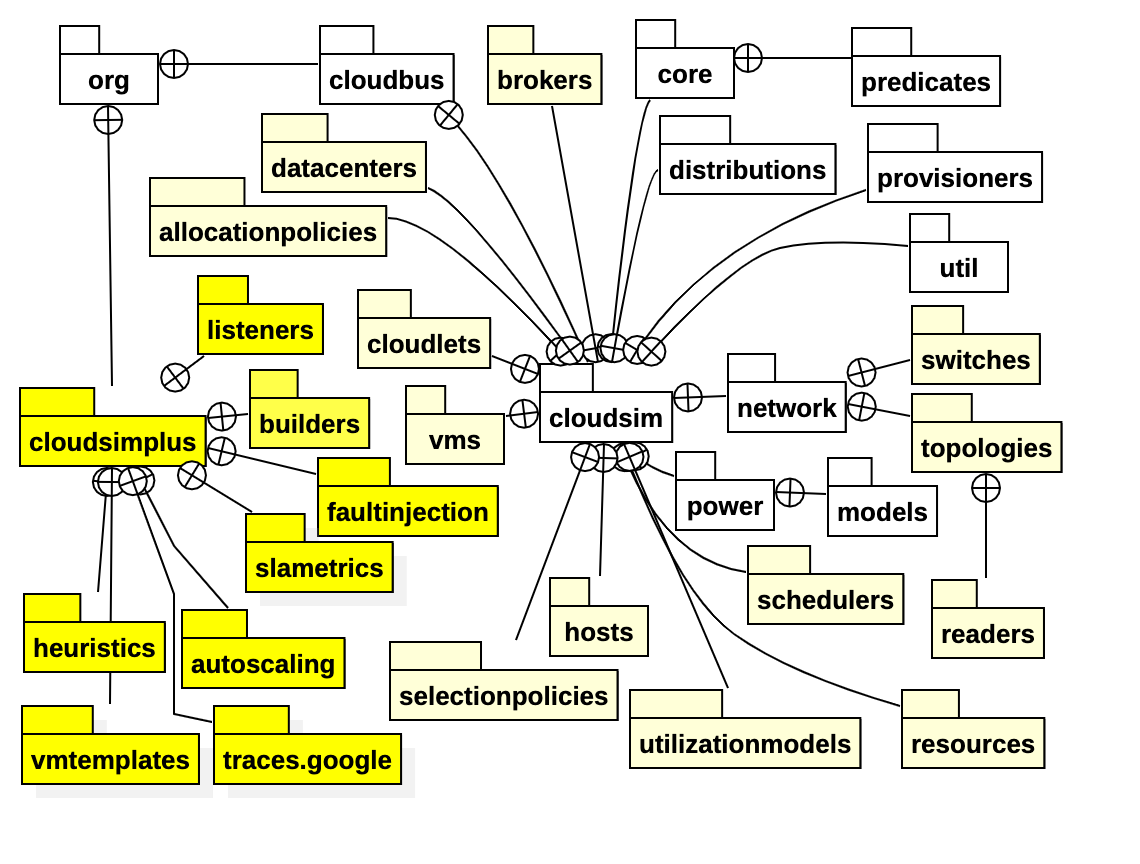 org
cloudbus
brokers
core
predicates
datacenters
distributions
provisioners
allocationpolicies
util
listeners
cloudlets
switches
cloudsimplus
builders
vms
cloudsim
network
topologies
faultinjection
power
models
slametrics
schedulers
heuristics
autoscaling
hosts
readers
selectionpolicies
vmtemplates
traces.google
utilizationmodels
resources